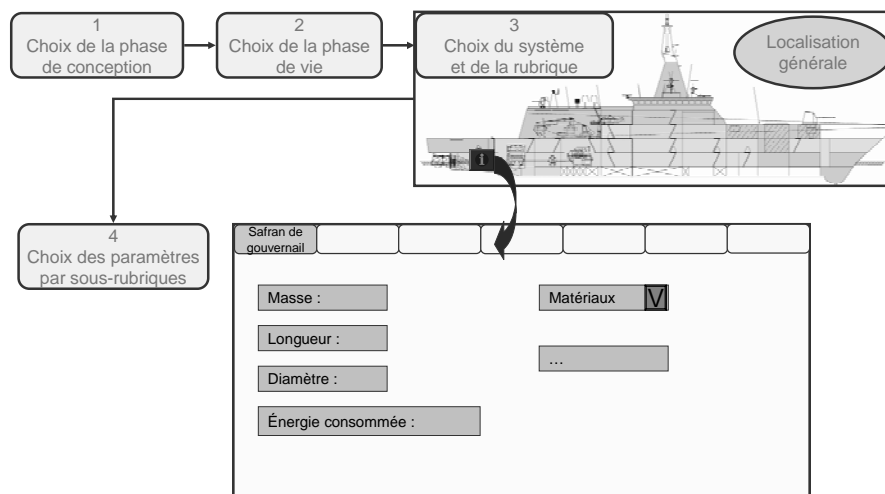 1
Choix de la phase
de conception
2
Choix de la phase
de vie
3
Choix du système
et de la rubrique
Localisation
générale
i
4
Choix des paramètres
par sous-rubriques
Safran de
gouvernail
Masse :
Matériaux
V
Longueur :
...
Diamètre :
Énergie consommée :